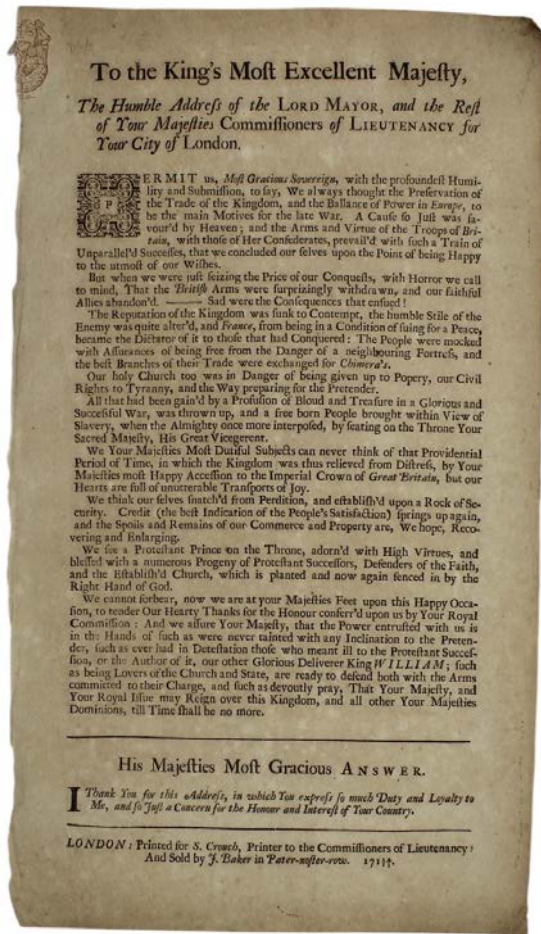 To the King's Moſt Excellent Majeſty,
The Humble Addreſs of the LORD MAYOR, and the Reſt
of Your Majeſties Commiſſioners of LIEUTENANCY for
Your City of London.
PERMIT us, Moſt Gracious Sovereign, with the profoundeſt Humi-
lity and Submiſſion, to ſay, We always thought the Preſervation of
the Trade of the Kingdom, and the Ballance of Power in Europe, to
be the main Motives for the late War. A Cauſe ſo Juſt was fa-
vour'd by Heaven; and the Arms and Virtue of the Troops of Bri-
tain, with thoſe of Her Confederates, prevail'd with ſuch a Train of
Unparallel'd Succeſſes, that we concluded our ſelves upon the Point of being Happy
to the utmoſt of our Wiſhes.
But when we were juſt ſeizing the Price of our Conqueſts, with Horror we call
to mind, That the Britiſh Arms were ſurprizingly withdrawn, and our faithful
Allies abandon'd. ——— Sad were the Conſequences that enſued!
The Reputation of the Kingdom was ſunk to Contempt, the humble Stile of the
Enemy was quite alter'd, and France, from being in a Condition of ſuing for a Peace,
became the Dictator of it to thoſe that had Conquered: The People were mocked
with Aſſurances of being free from the Danger of a neighbouring Fortreſs, and
the beſt Branches of their Trade were exchanged for Chimera's.
Our holy Church too was in Danger of being given up to Popery, our Civil
Rights to Tyranny, and the Way preparing for the Pretender.
All that had been gain'd by a Profuſion of Bloud and Treaſure in a Glorious and
Succeſsful War, was thrown up, and a free born People brought within View of
Slavery, when the Almighty once more interpoſed, by ſeating on the Throne Your
Sacred Majeſty, His Great Vicegerent.
We Your Majeſties Moſt Dutiful Subjects can never think of that Providential
Period of Time, in which the Kingdom was thus relieved from Diſtreſs, by Your
Majeſties moſt Happy Acceſſion to the Imperial Crown of Great Britain, but our
Hearts are full of unutterable Tranſports of Joy.
We think our ſelves ſnatch'd from Perdition, and eſtabliſh'd upon a Rock of Se-
curity. Credit (the beſt Indication of the People's Satisfaction) ſprings up again,
and the Spoils and Remains of our Commerce and Property are, We hope, Reco-
vering and Enlarging.
We ſee a Proteſtant Prince on the Throne, adorn'd with High Virtues, and
bleſſed with a numerous Progeny of Proteſtant Succeſſors, Defenders of the Faith,
and the Eſtabliſh'd Church, which is planted and now again fenced in by the
Right Hand of God.
We cannot forbear, now we are at your Majeſties Feet upon this Happy Occa-
ſion, to tender Our Hearty Thanks for the Honour conferr'd upon us by Your Royal
Commiſſion: And we aſſure Your Majeſty, that the Power entruſted with us is
in the Hands of ſuch as were never tainted with any Inclination to the Preten-
der, ſuch as ever had in Deteſtation thoſe who meant ill to the Proteſtant Succeſ-
ſion, or the Author of it, our other Glorious Deliverer King WILLIAM; ſuch
as being Lovers of the Church and State, are ready to defend both with the Arms
committed to their Charge, and ſuch as devoutly pray, That Your Majeſty, and
Your Royal Iſſue may Reign over this Kingdom, and all other Your Majeſties
Dominions, till Time ſhall be no more.
His Majeſties Moſt Gracious ANSWER.
I Thank You for this Addreſs, in which You expreſs ſo much Duty and Loyalty to
Me, and ſo Juſt a Concern for the Honour and Intereſt of Your Country.
LONDON: Printed for S. Crouch, Printer to the Commiſſioners of Lieutenancy:
And Sold by J. Baker in Pater-noſter-row.